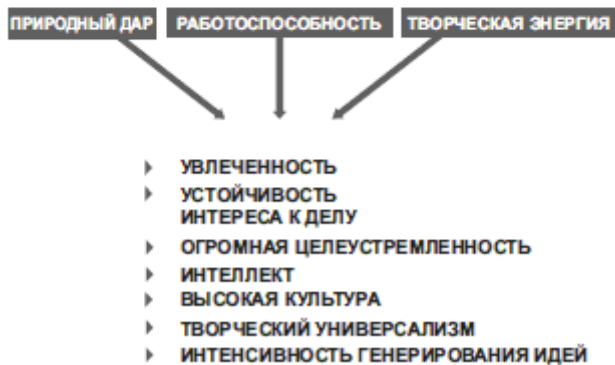 ПРИРОДНЫЙ ДАР
РАБОТОСПОСОБНОСТЬ
ТВОРЧЕСКАЯ ЭНЕРГИЯ
УВЛЕЧЕННОСТЬ
УСТОЙЧИВОСТЬ
ИНТЕРЕСА К ДЕЛУ
ОГРОМНАЯ ЦЕЛЕУСТРЕМЛЕННОСТЬ
ИНТЕЛЛЕКТ
ВЫСОКАЯ КУЛЬТУРА
ТВОРЧЕСКИЙ УНИВЕРСАЛИЗМ
ИНТЕНСИВНОСТЬ ГЕНЕРИРОВАНИЯ ИДЕЙ